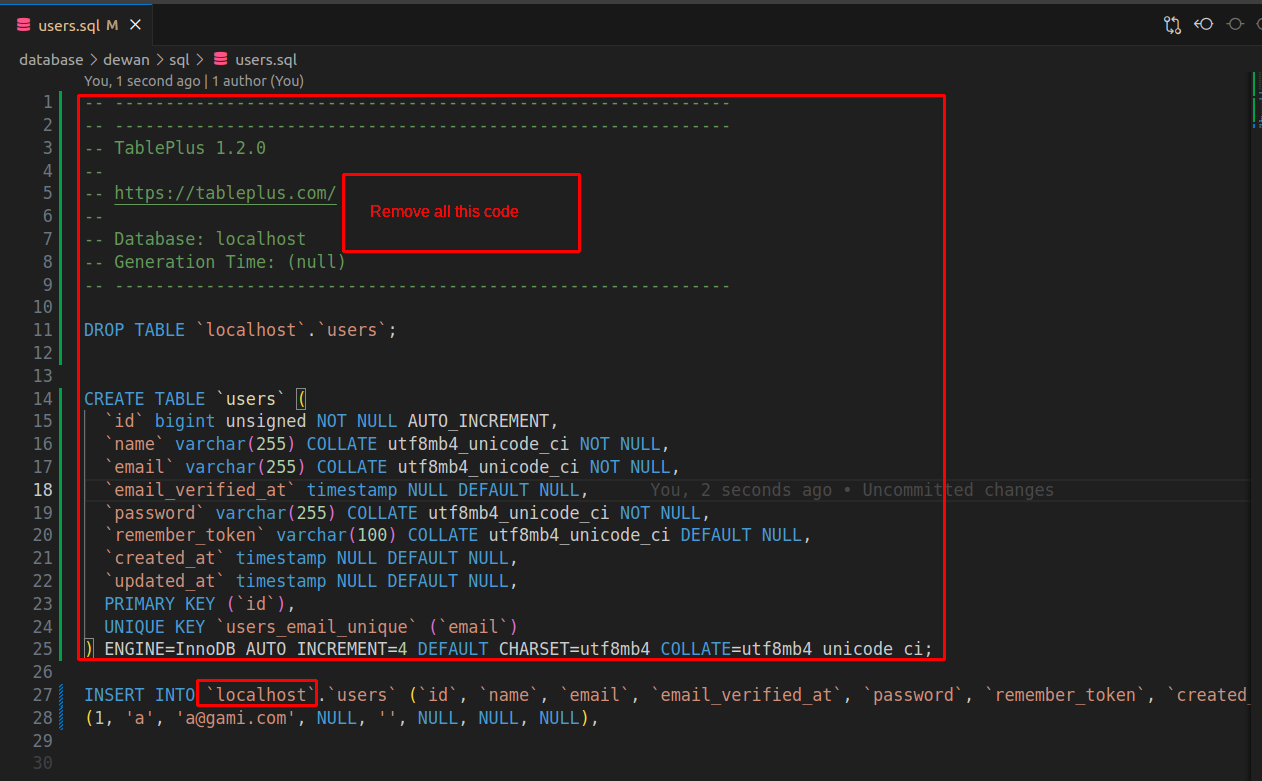 users.sql M ×
database > dewan > sql > users.sql
You, 1 second ago | 1 author (You)
1 -- -------------------------------------------------------------
2 -- -------------------------------------------------------------
3 -- TablePlus 1.2.0
4 --
5 -- https://tableplus.com/
Remove all this code
6 --
7 -- Database: localhost
8 -- Generation Time: (null)
9 -- -------------------------------------------------------------
10
11 DROP TABLE `localhost`.`users`;
12
13
14 CREATE TABLE `users` (
15 `id` bigint unsigned NOT NULL AUTO_INCREMENT,
16 `name` varchar(255) COLLATE utf8mb4_unicode_ci NOT NULL,
17 `email` varchar(255) COLLATE utf8mb4_unicode_ci NOT NULL,
18 `email_verified_at` timestamp NULL DEFAULT NULL, You, 2 seconds ago • Uncommitted changes
19 `password` varchar(255) COLLATE utf8mb4_unicode_ci NOT NULL,
20 `remember_token` varchar(100) COLLATE utf8mb4_unicode_ci DEFAULT NULL,
21 `created_at` timestamp NULL DEFAULT NULL,
22 `updated_at` timestamp NULL DEFAULT NULL,
23 PRIMARY KEY (`id`),
24 UNIQUE KEY `users_email_unique` (`email`)
25 ) ENGINE=InnoDB AUTO_INCREMENT=4 DEFAULT CHARSET=utf8mb4 COLLATE=utf8mb4_unicode_ci;
26
27 INSERT INTO `localhost`.`users` (`id`, `name`, `email`, `email_verified_at`, `password`, `remember_token`, `created_
28 (1, 'a', 'a@gami.com', NULL, '', NULL, NULL, NULL),
29
30